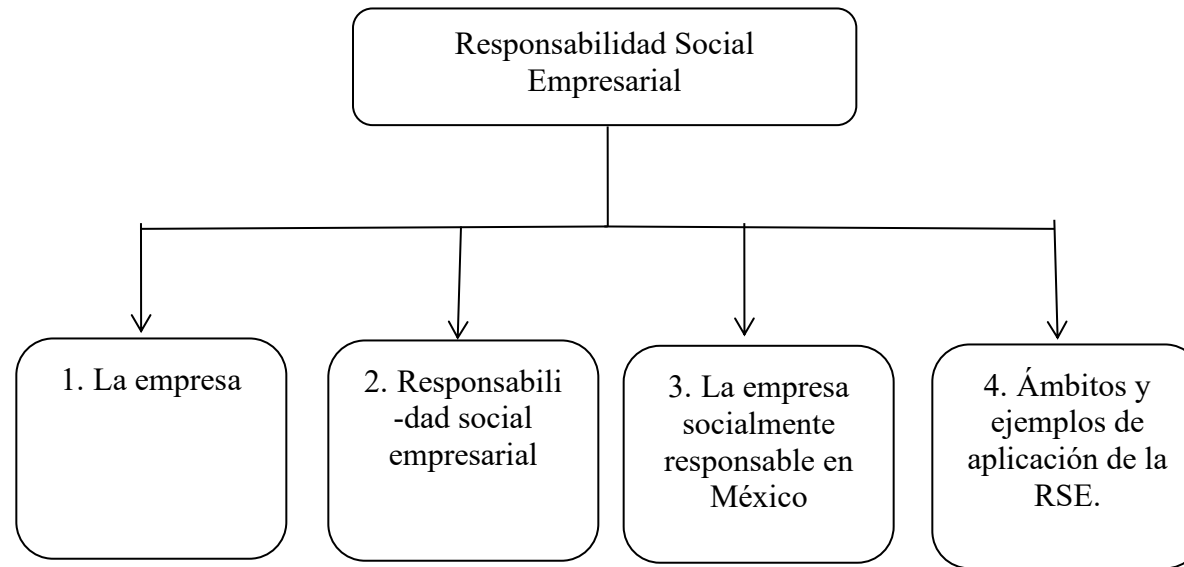 Responsabilidad Social
Empresarial
1. La empresa
2. Responsabili
-dad social
empresarial
3. La empresa
socialmente
responsable en
México
4. Ámbitos y
ejemplos de
aplicación de la
RSE.